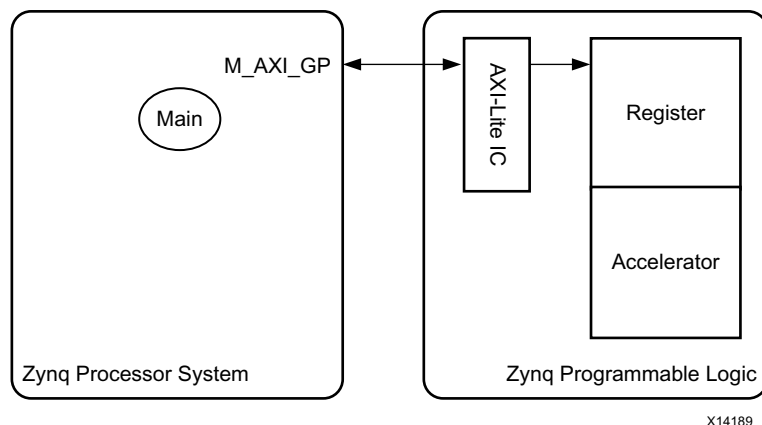 M_AXI_GP
Main
AXI-Lite IC
Register
Accelerator
Zynq Processor System
Zynq Programmable Logic
X14189